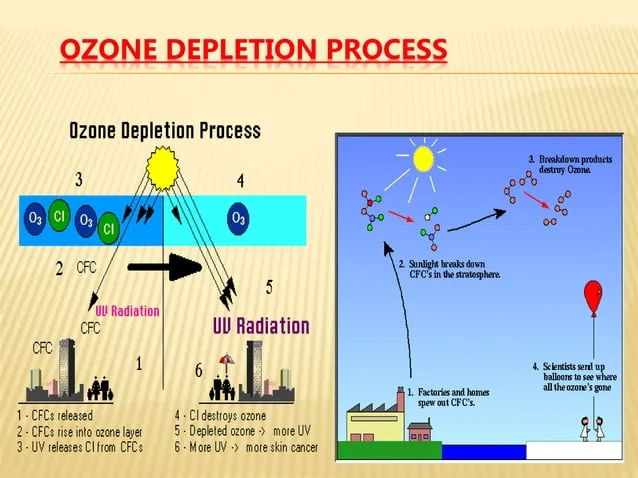 OZONE DEPLETION PROCESS
Ozone Depletion Process
3
4
O3
Cl
O3
Cl
O3
2 CFC
5
UV Radiation
UV Radiation
CFC
CFC
1
6
1 - CFCs released
2 - CFCs rise into ozone layer
3 - UV releases Cl from CFCs
4 - Cl destroys ozone
5 - Depleted ozone -> more UV
6 - More UV -> more skin cancer
3. Breakdown products
destroy Ozone.
2. Sunlight breaks down
CFC's in the stratosphere.
1. Factories and homes
spew out CFC's.
4. Scientists send up
balloons to see where
all the ozone's gone